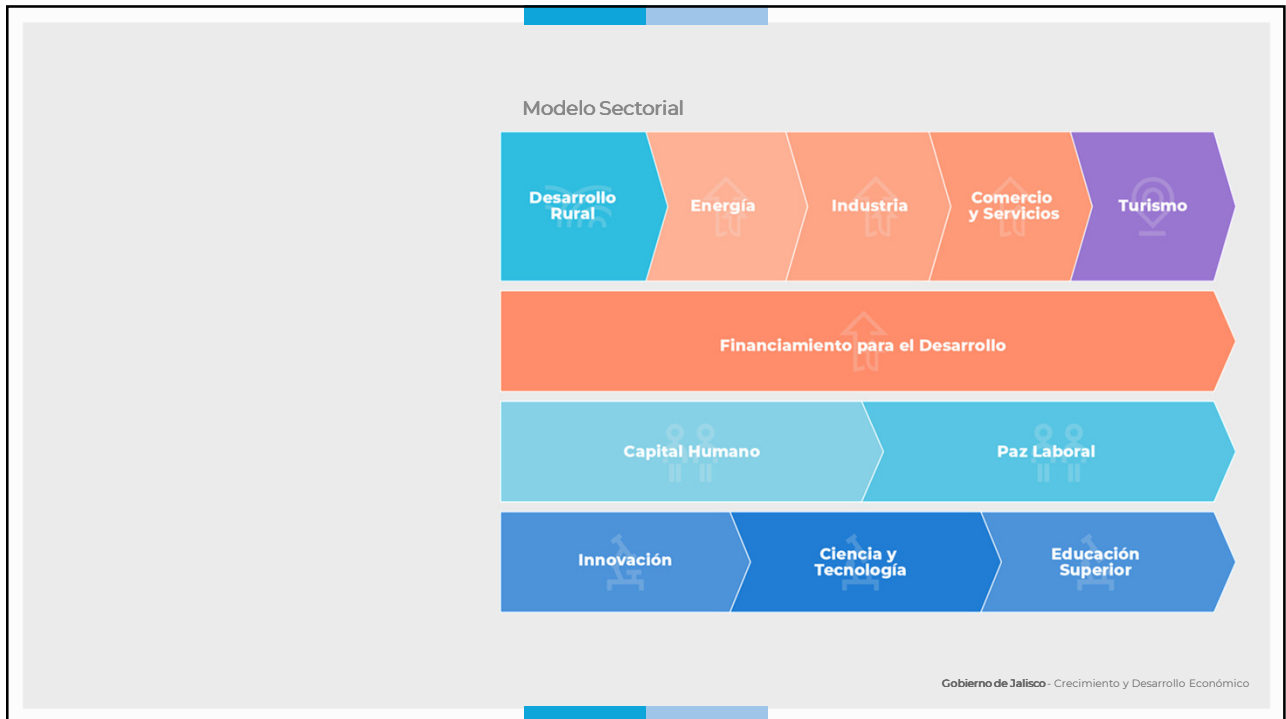 Modelo Sectorial
Desarrollo
Rural
Energía
Industria
Comercio
y Servicios
Turismo
Financiamiento para el Desarrollo
Capital Humano
Paz Laboral
Innovación
Ciencia y
Tecnología
Educación
Superior
Gobierno de Jalisco - Crecimiento y Desarrollo Económico